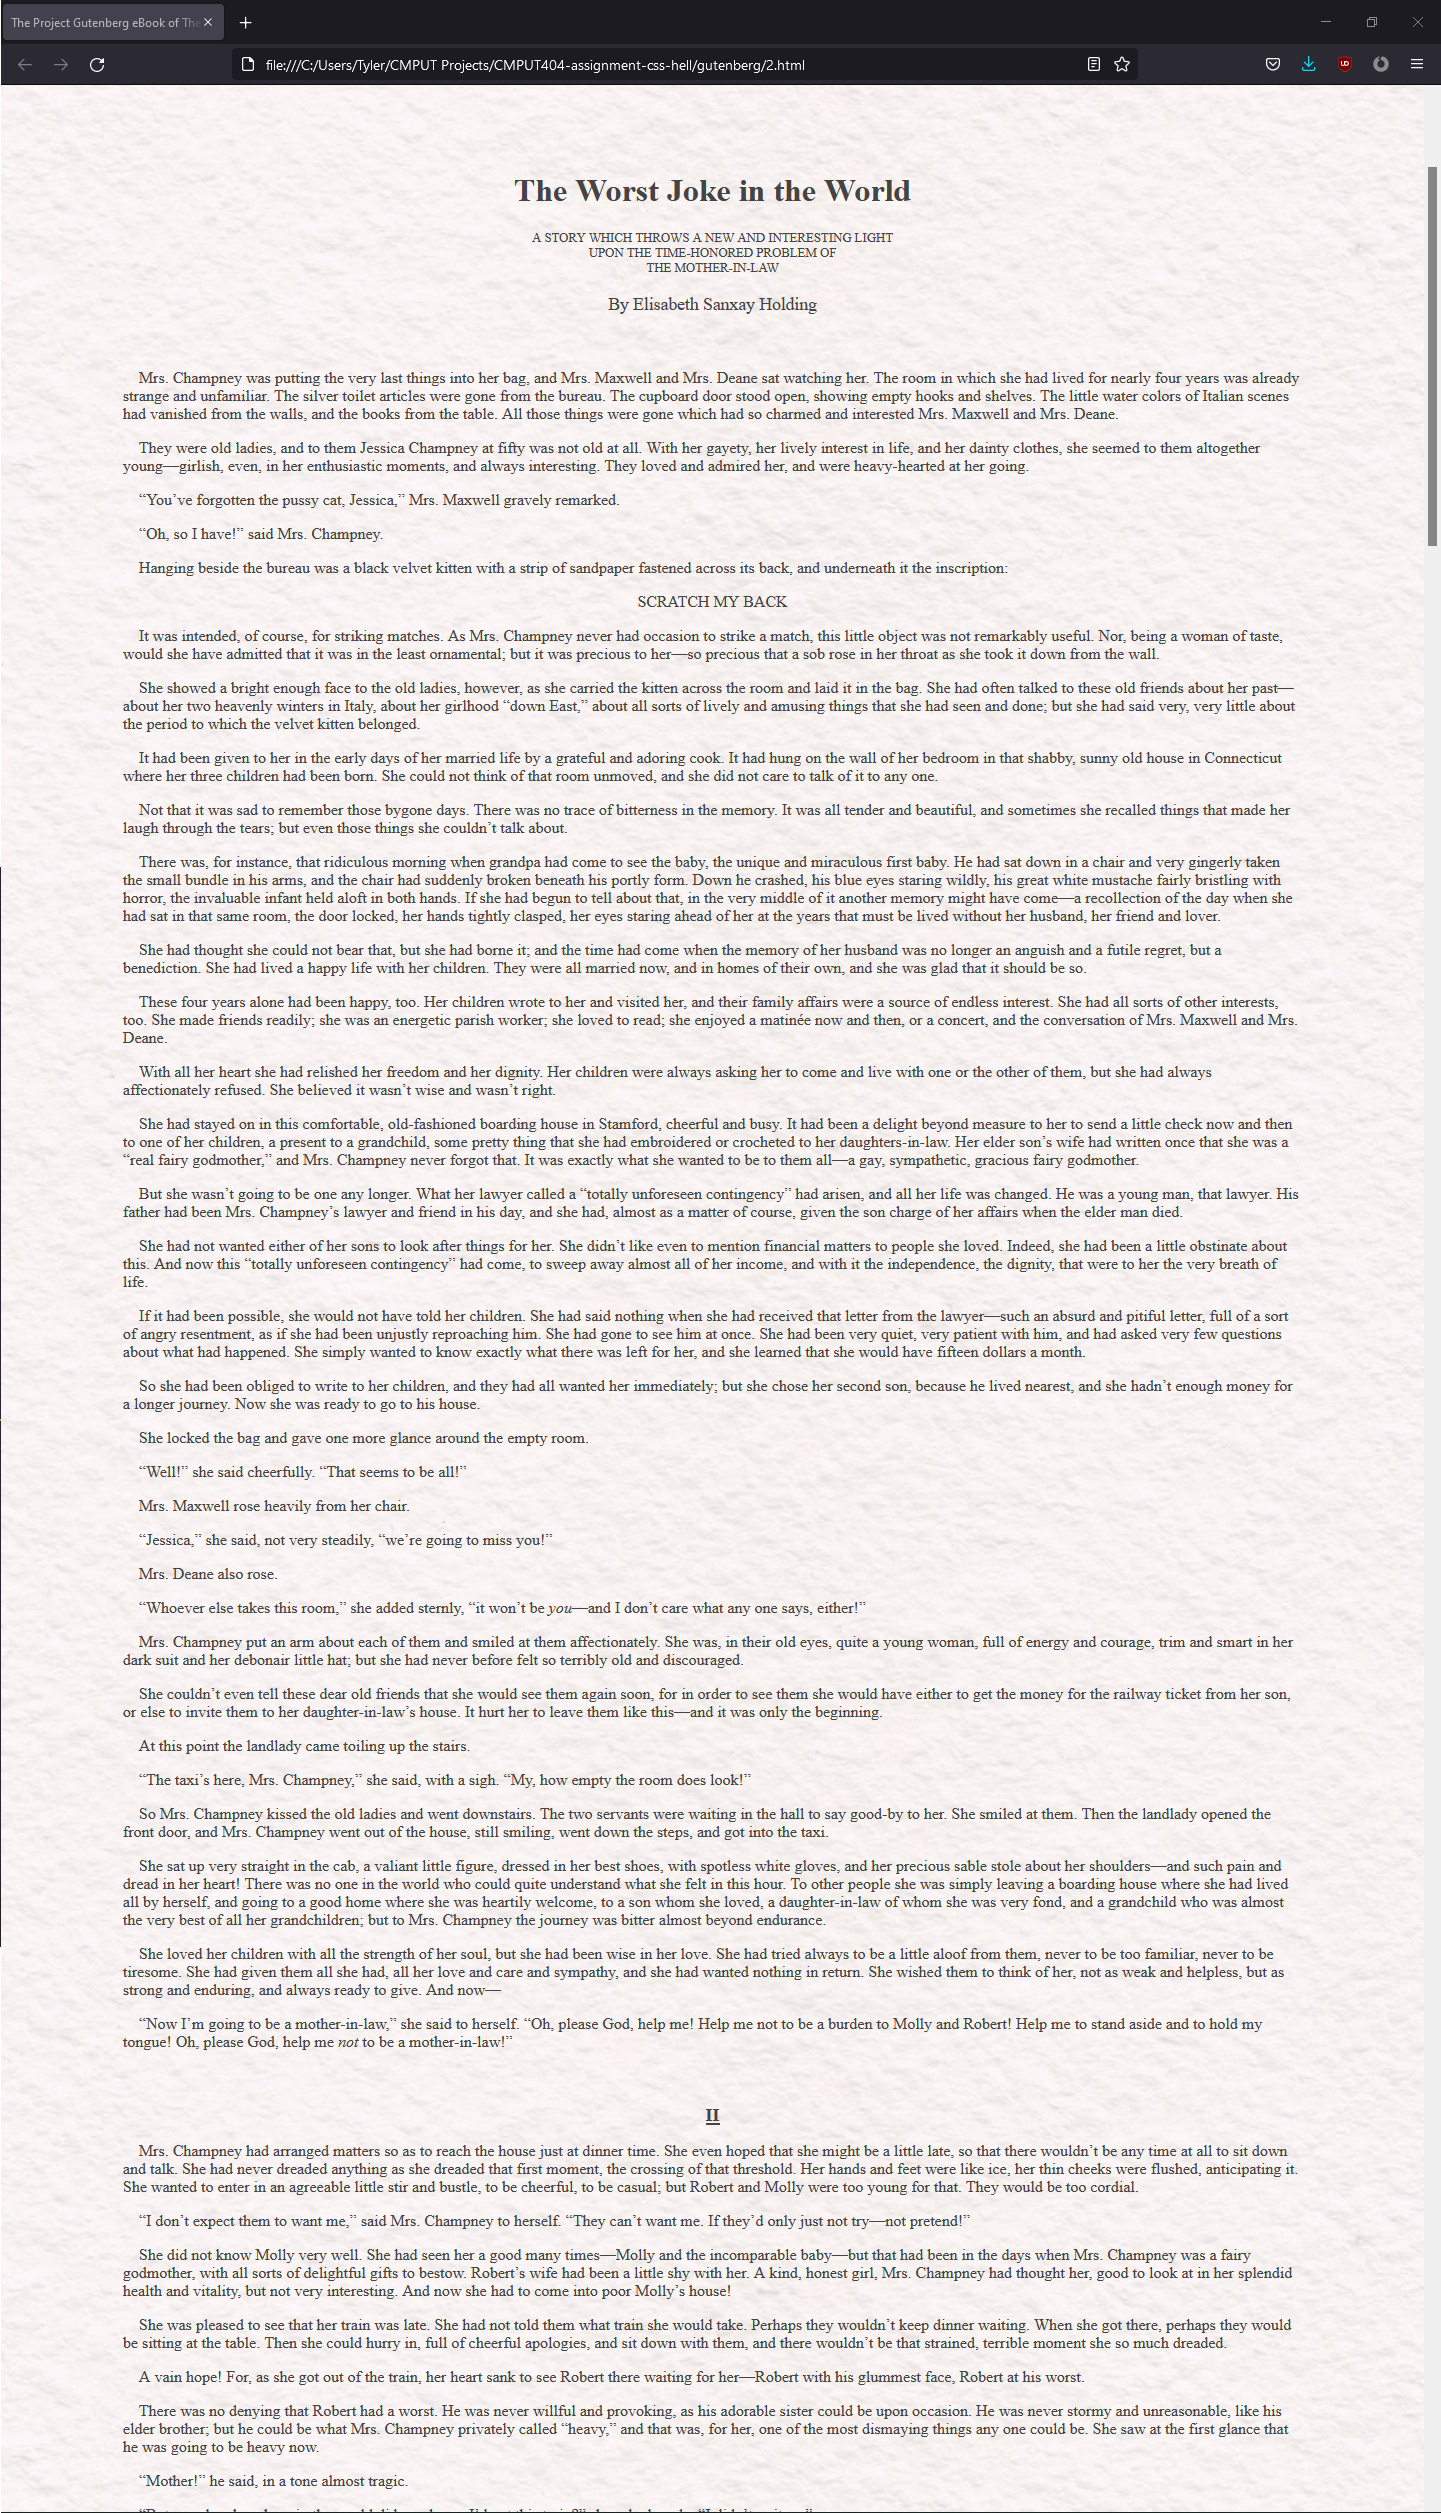 The Project Gutenberg eBook of The
file:///C:/Users/Tyler/CMPUT Projects/CMPUT404-assignment-css-hell/gutenberg/2.html
The Worst Joke in the World
A STORY WHICH THROWS A NEW AND INTERESTING LIGHT
UPON THE TIME-HONORED PROBLEM OF
THE MOTHER-IN-LAW
By Elisabeth Sanxay Holding
Mrs. Champney was putting the very last things into her bag, and Mrs. Maxwell and Mrs. Deane sat watching her. The room in which she had lived for nearly four years was already
strange and unfamiliar. The silver toilet articles were gone from the bureau. The cupboard door stood open, showing empty hooks and shelves. The little water colors of Italian scenes
had vanished from the walls, and the books from the table. All those things were gone which had so charmed and interested Mrs. Maxwell and Mrs. Deane.
They were old ladies, and to them Jessica Champney at fifty was not old at all. With her gayety, her lively interest in life, and her dainty clothes, she seemed to them altogether
young—girlish, even, in her enthusiastic moments, and always interesting. They loved and admired her, and were heavy-hearted at her going.
“You’ve forgotten the pussy cat, Jessica,” Mrs. Maxwell gravely remarked.
“Oh, so I have!” said Mrs. Champney.
Hanging beside the bureau was a black velvet kitten with a strip of sandpaper fastened across its back, and underneath it the inscription:
SCRATCH MY BACK
It was intended, of course, for striking matches. As Mrs. Champney never had occasion to strike a match, this little object was not remarkably useful. Nor, being a woman of taste,
would she have admitted that it was in the least ornamental; but it was precious to her—so precious that a sob rose in her throat as she took it down from the wall.
She showed a bright enough face to the old ladies, however, as she carried the kitten across the room and laid it in the bag. She had often talked to these old friends about her past—
about her two heavenly winters in Italy, about her girlhood “down East,” about all sorts of lively and amusing things that she had seen and done; but she had said very, very little about
the period to which the velvet kitten belonged.
It had been given to her in the early days of her married life by a grateful and adoring cook. It had hung on the wall of her bedroom in that shabby, sunny old house in Connecticut
where her three children had been born. She could not think of that room unmoved, and she did not care to talk of it to any one.
Not that it was sad to remember those bygone days. There was no trace of bitterness in the memory. It was all tender and beautiful, and sometimes she recalled things that made her
laugh through the tears; but even those things she couldn’t talk about.
There was, for instance, that ridiculous morning when grandpa had come to see the baby, the unique and miraculous first baby. He had sat down in a chair and very gingerly taken
the small bundle in his arms, and the chair had suddenly broken beneath his portly form. Down he crashed, his blue eyes staring wildly, his great white mustache fairly bristling with
horror, the invaluable infant held aloft in both hands. If she had begun to tell about that, in the very middle of it another memory might have come—a recollection of the day when she
had sat in that same room, the door locked, her hands tightly clasped, her eyes staring ahead of her at the years that must be lived without her husband, her friend and lover.
She had thought she could not bear that, but she had borne it; and the time had come when the memory of her husband was no longer an anguish and a futile regret, but a
benediction. She had lived a happy life with her children. They were all married now, and in homes of their own, and she was glad that it should be so.
These four years alone had been happy, too. Her children wrote to her and visited her, and their family affairs were a source of endless interest. She had all sorts of other interests,
too. She made friends readily; she was an energetic parish worker; she loved to read; she enjoyed a matinée now and then, or a concert, and the conversation of Mrs. Maxwell and Mrs.
Deane.
With all her heart she had relished her freedom and her dignity. Her children were always asking her to come and live with one or the other of them, but she had always
affectionately refused. She believed it wasn’t wise and wasn’t right.
She had stayed on in this comfortable, old-fashioned boarding house in Stamford, cheerful and busy. It had been a delight beyond measure to her to send a little check now and then
to one of her children, a present to a grandchild, some pretty thing that she had embroidered or crocheted to her daughters-in-law. Her elder son’s wife had written once that she was a
“real fairy godmother,” and Mrs. Champney never forgot that. It was exactly what she wanted to be to them all—a gay, sympathetic, gracious fairy godmother.
But she wasn’t going to be one any longer. What her lawyer called a “totally unforeseen contingency” had arisen, and all her life was changed. He was a young man, that lawyer. His
father had been Mrs. Champney’s lawyer and friend in his day, and she had, almost as a matter of course, given the son charge of her affairs when the elder man died.
She had not wanted either of her sons to look after things for her. She didn’t like even to mention financial matters to people she loved. Indeed, she had been a little obstinate about
this. And now this “totally unforeseen contingency” had come, to sweep away almost all of her income, and with it the independence, the dignity, that were to her the very breath of
life.
If it had been possible, she would not have told her children. She had said nothing when she had received that letter from the lawyer—such an absurd and pitiful letter, full of a sort
of angry resentment, as if she had been unjustly reproaching him. She had gone to see him at once. She had been very quiet, very patient with him, and had asked very few questions
about what had happened. She simply wanted to know exactly what there was left for her, and she learned that she would have fifteen dollars a month.
So she had been obliged to write to her children, and they had all wanted her immediately; but she chose her second son, because he lived nearest, and she hadn’t enough money for
a longer journey. Now she was ready to go to his house.
She locked the bag and gave one more glance around the empty room.
“Well!” she said cheerfully. “That seems to be all!”
Mrs. Maxwell rose heavily from her chair.
“Jessica,” she said, not very steadily, “we’re going to miss you!”
Mrs. Deane also rose.
“Whoever else takes this room,” she added sternly, “it won’t be you—and I don’t care what any one says, either!”
Mrs. Champney put an arm about each of them and smiled at them affectionately. She was, in their old eyes, quite a young woman, full of energy and courage, trim and smart in her
dark suit and her debonair little hat; but she had never before felt so terribly old and discouraged.
She couldn’t even tell these dear old friends that she would see them again soon, for in order to see them she would have either to get the money for the railway ticket from her son,
or else to invite them to her daughter-in-law’s house. It hurt her to leave them like this—and it was only the beginning.
At this point the landlady came toiling up the stairs.
“The taxi’s here, Mrs. Champney,” she said, with a sigh. “My, how empty the room does look!”
So Mrs. Champney kissed the old ladies and went downstairs. The two servants were waiting in the hall to say good-by to her. She smiled at them. Then the landlady opened the
front door, and Mrs. Champney went out of the house, still smiling, went down the steps, and got into the taxi.
She sat up very straight in the cab, a valiant little figure, dressed in her best shoes, with spotless white gloves, and her precious sable stole about her shoulders—and such pain and
dread in her heart! There was no one in the world who could quite understand what she felt in this hour. To other people she was simply leaving a boarding house where she had lived
all by herself, and going to a good home where she was heartily welcome, to a son whom she loved, a daughter-in-law of whom she was very fond, and a grandchild who was almost
the very best of all her grandchildren; but to Mrs. Champney the journey was bitter almost beyond endurance.
She loved her children with all the strength of her soul, but she had been wise in her love. She had tried always to be a little aloof from them, never to be too familiar, never to be
tiresome. She had given them all she had, all her love and care and sympathy, and she had wanted nothing in return. She wished them to think of her, not as weak and helpless, but as
strong and enduring, and always ready to give. And now—
“Now I’m going to be a mother-in-law,” she said to herself. “Oh, please God, help me! Help me not to be a burden to Molly and Robert! Help me to stand aside and to hold my
tongue! Oh, please God, help me not to be a mother-in-law!”
II
Mrs. Champney had arranged matters so as to reach the house just at dinner time. She even hoped that she might be a little late, so that there wouldn’t be any time at all to sit down
and talk. She had never dreaded anything as she dreaded that first moment, the crossing of that threshold. Her hands and feet were like ice, her thin cheeks were flushed, anticipating it.
She wanted to enter in an agreeable little stir and bustle, to be cheerful, to be casual; but Robert and Molly were too young for that. They would be too cordial.
“I don’t expect them to want me,” said Mrs. Champney to herself. “They can’t want me. If they’d only just not try—not pretend!”
She did not know Molly very well. She had seen her a good many times—Molly and the incomparable baby—but that had been in the days when Mrs. Champney was a fairy
godmother, with all sorts of delightful gifts to bestow. Robert’s wife had been a little shy with her. A kind, honest girl, Mrs. Champney had thought her, good to look at in her splendid
health and vitality, but not very interesting. And now she had to come into poor Molly’s house!
She was pleased to see that her train was late. She had not told them what train she would take. Perhaps they wouldn’t keep dinner waiting. When she got there, perhaps they would
be sitting at the table. Then she could hurry in, full of cheerful apologies, and sit down with them, and there wouldn’t be that strained, terrible moment she so much dreaded.
A vain hope! For, as she got out of the train, her heart sank to see Robert there waiting for her—Robert with his glummest face, Robert at his worst.
There was no denying that Robert had a worst. He was never willful and provoking, as his adorable sister could be upon occasion. He was never stormy and unreasonable, like his
elder brother; but he could be what Mrs. Champney privately called “heavy,” and that was, for her, one of the most dismaying things any one could be. She saw at the first glance that
he was going to be heavy now.
“Mother!” he said, in a tone almost tragic.